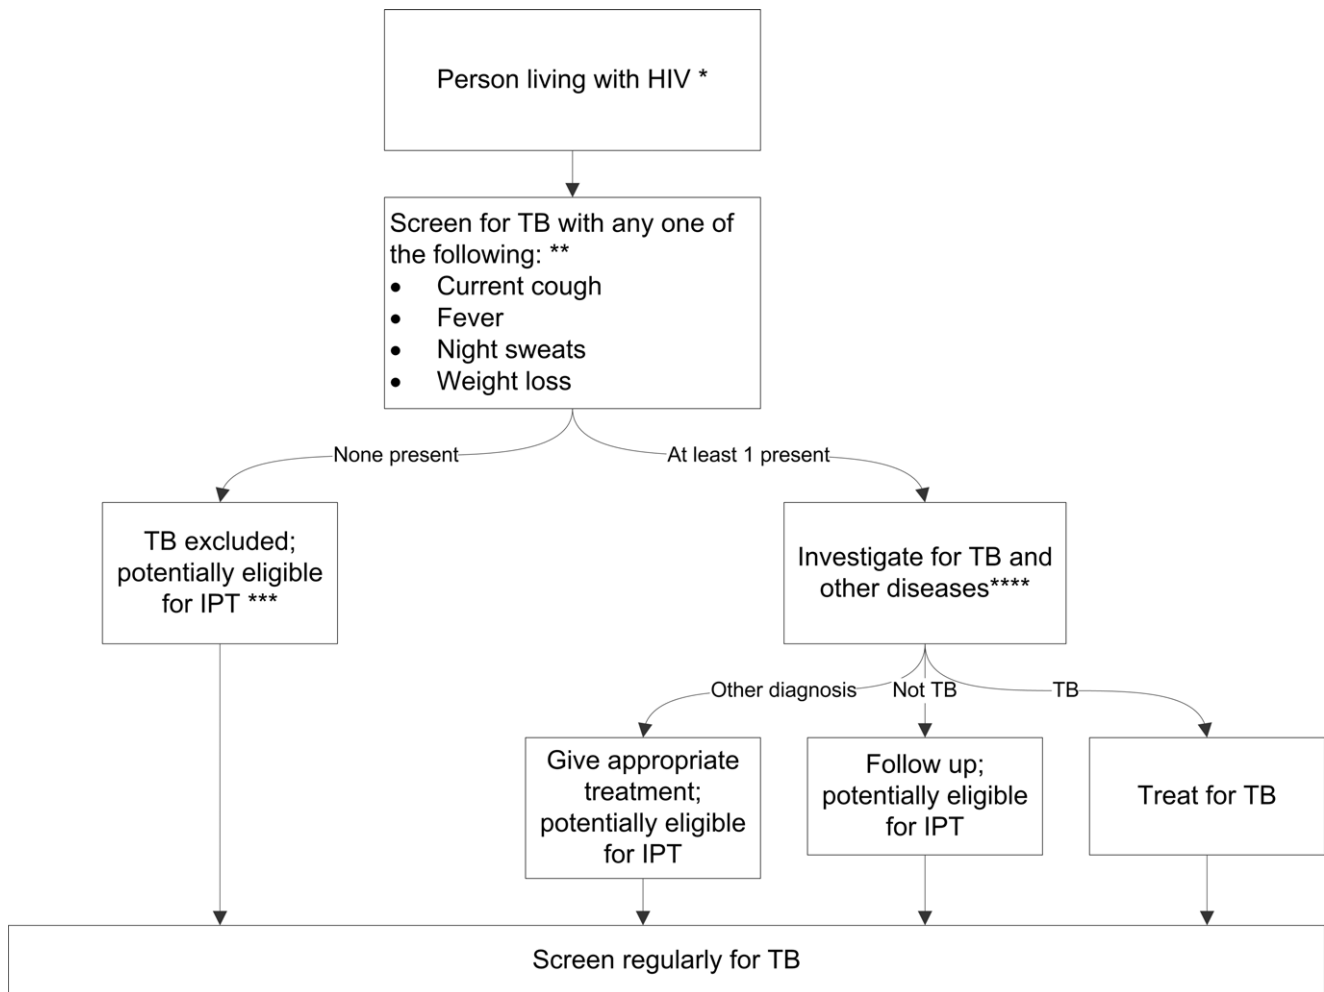 Person living with HIV *
Screen for TB with any one of
the following: **
• Current cough
• Fever
• Night sweats
• Weight loss
None present
At least 1 present
TB excluded;
potentially eligible
for IPT ***
Investigate for TB and
other diseases****
Other diagnosis
Not TB
TB
Give appropriate
treatment;
potentially eligible
for IPT
Follow up;
potentially eligible
for IPT
Treat for TB
Screen regularly for TB